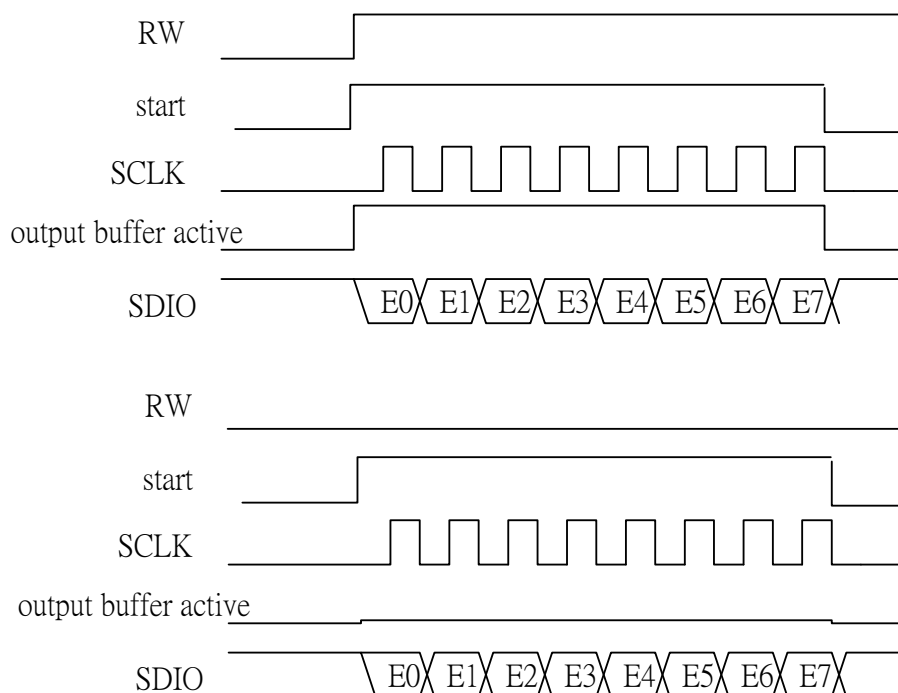 RW
start
SCLK
output buffer active
SDIO E0 E1 E2 E3 E4 E5 E6 E7
RW
start
SCLK
output buffer active
SDIO E0 E1 E2 E3 E4 E5 E6 E7